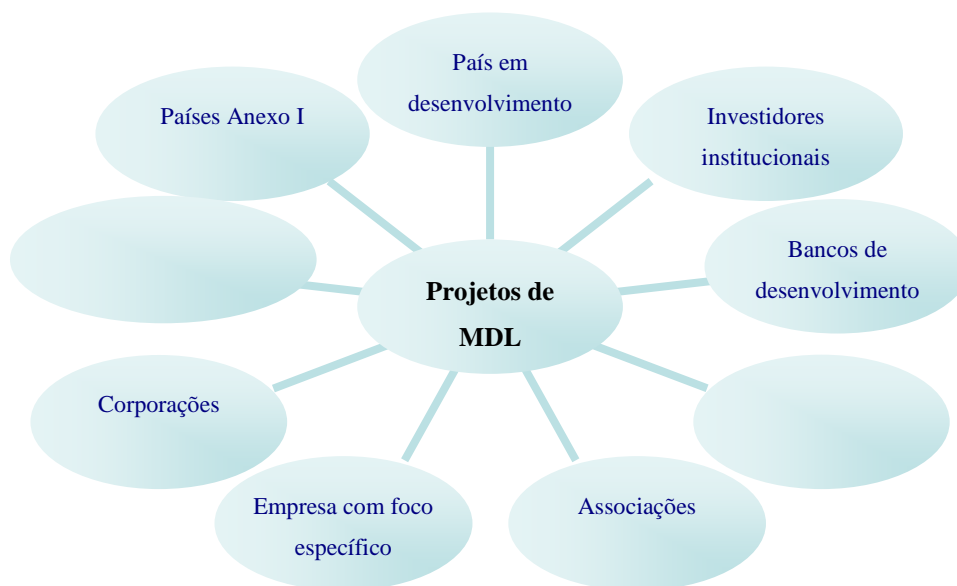 País em
desenvolvimento
Países Anexo I
Investidores
institucionais
Bancos de
desenvolvimento
Projetos de
MDL
Corporações
Empresa com foco
específico
Associações